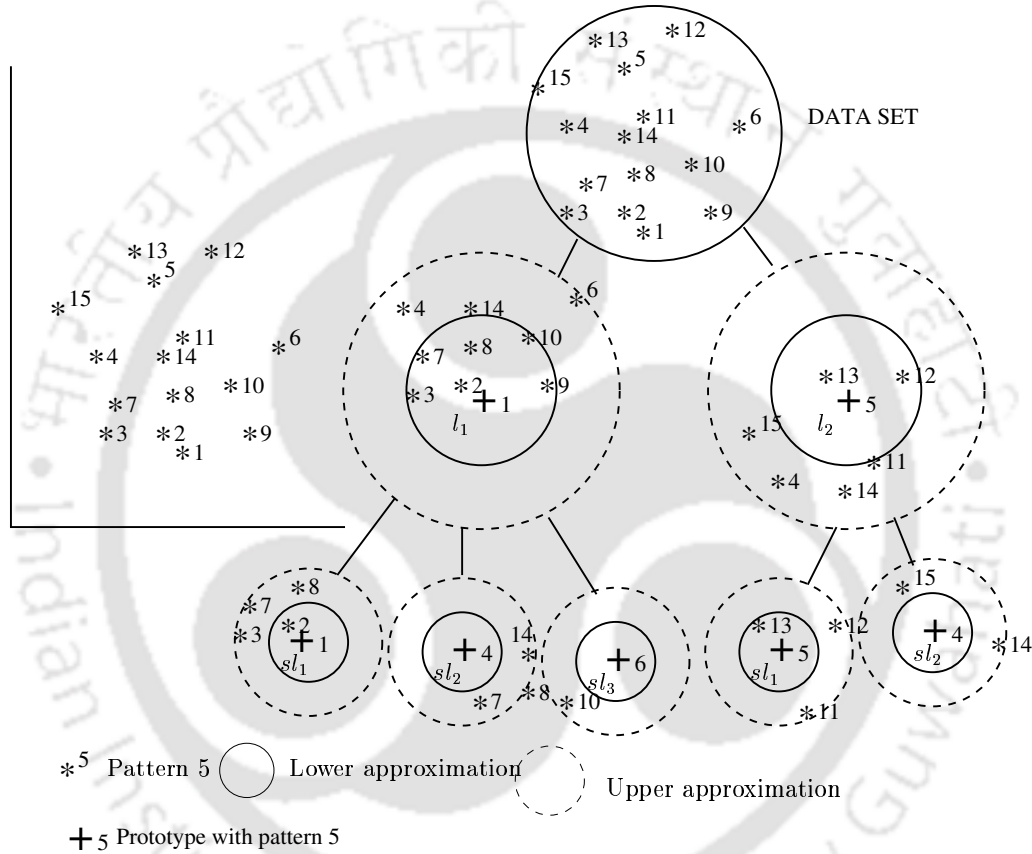 *13 *12
*5
*15
*11 *6 DATA SET
*4 *14
*8 *10
*7
*3 *2 *9
*1
*13 *12
*5
*15
*11 *6
*4 *14
*8 *10
*7
*3 *2 *9
*1
*6
*4 *14
*10
*7 *8
*3 *2 *9
+ 1
l₁
*13 *12
+ 5
l₂
*15
*11
*4 *14
*8
*7
*3 *2
+ 1
sl₁
14
*
+ 4
sl₂
*7 *8
+ 6
sl₃
*10
*13 *12
+ 5
sl₁
*11
*15
+ 4
sl₂
*14
*5 Pattern 5 Lower approximation Upper approximation
+ 5 Prototype with pattern 5
भारतीय प्रौद्योगिकी संस्थान गुवाहाटी
Indian Inst
Guwahati